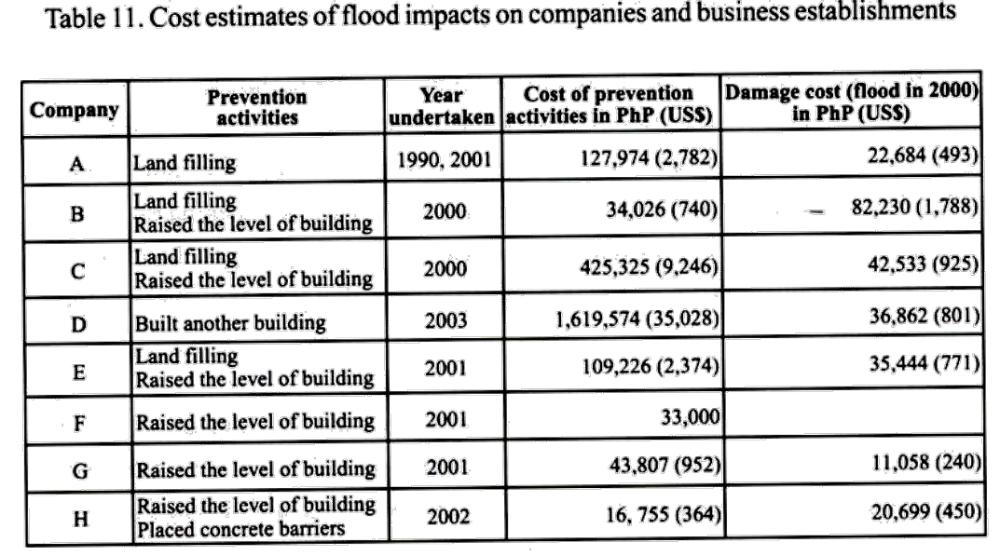 Table 11. Cost estimates of flood impacts on companies and business establishments
Company | Prevention activities | Year undertaken | Cost of prevention activities in PhP (US$) | Damage cost (flood in 2000) in PhP (US$)
A | Land filling | 1990, 2001 | 127,974 (2,782) | 22,684 (493)
B | Land filling Raised the level of building | 2000 | 34,026 (740) | 82,230 (1,788)
C | Land filling Raised the level of building | 2000 | 425,325 (9,246) | 42,533 (925)
D | Built another building | 2003 | 1,619,574 (35,028) | 36,862 (801)
E | Land filling Raised the level of building | 2001 | 109,226 (2,374) | 35,444 (771)
F | Raised the level of building | 2001 | 33,000 |
G | Raised the level of building | 2001 | 43,807 (952) | 11,058 (240)
H | Raised the level of building Placed concrete barriers | 2002 | 16, 755 (364) | 20,699 (450)